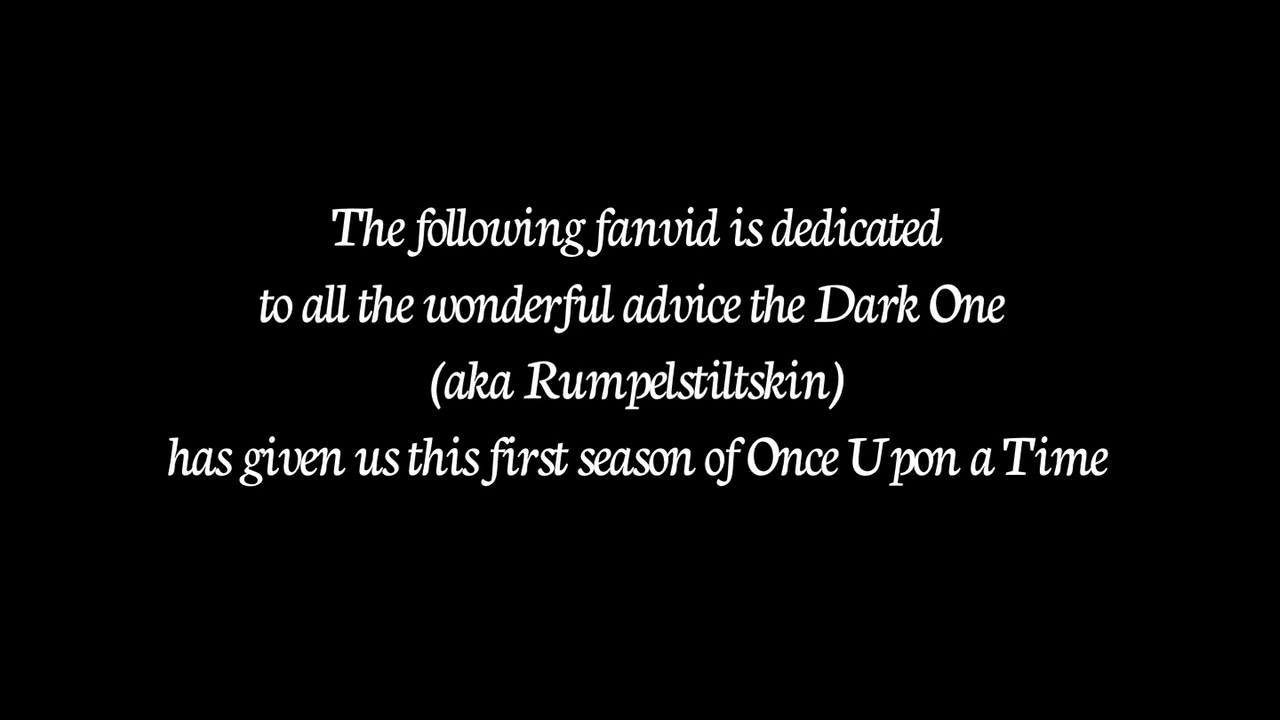 The following fanvid is dedicated
to all the wonderful advice the Dark One
(aka Rumpelstiltskin)
has given us this first season of Once Upon a Time